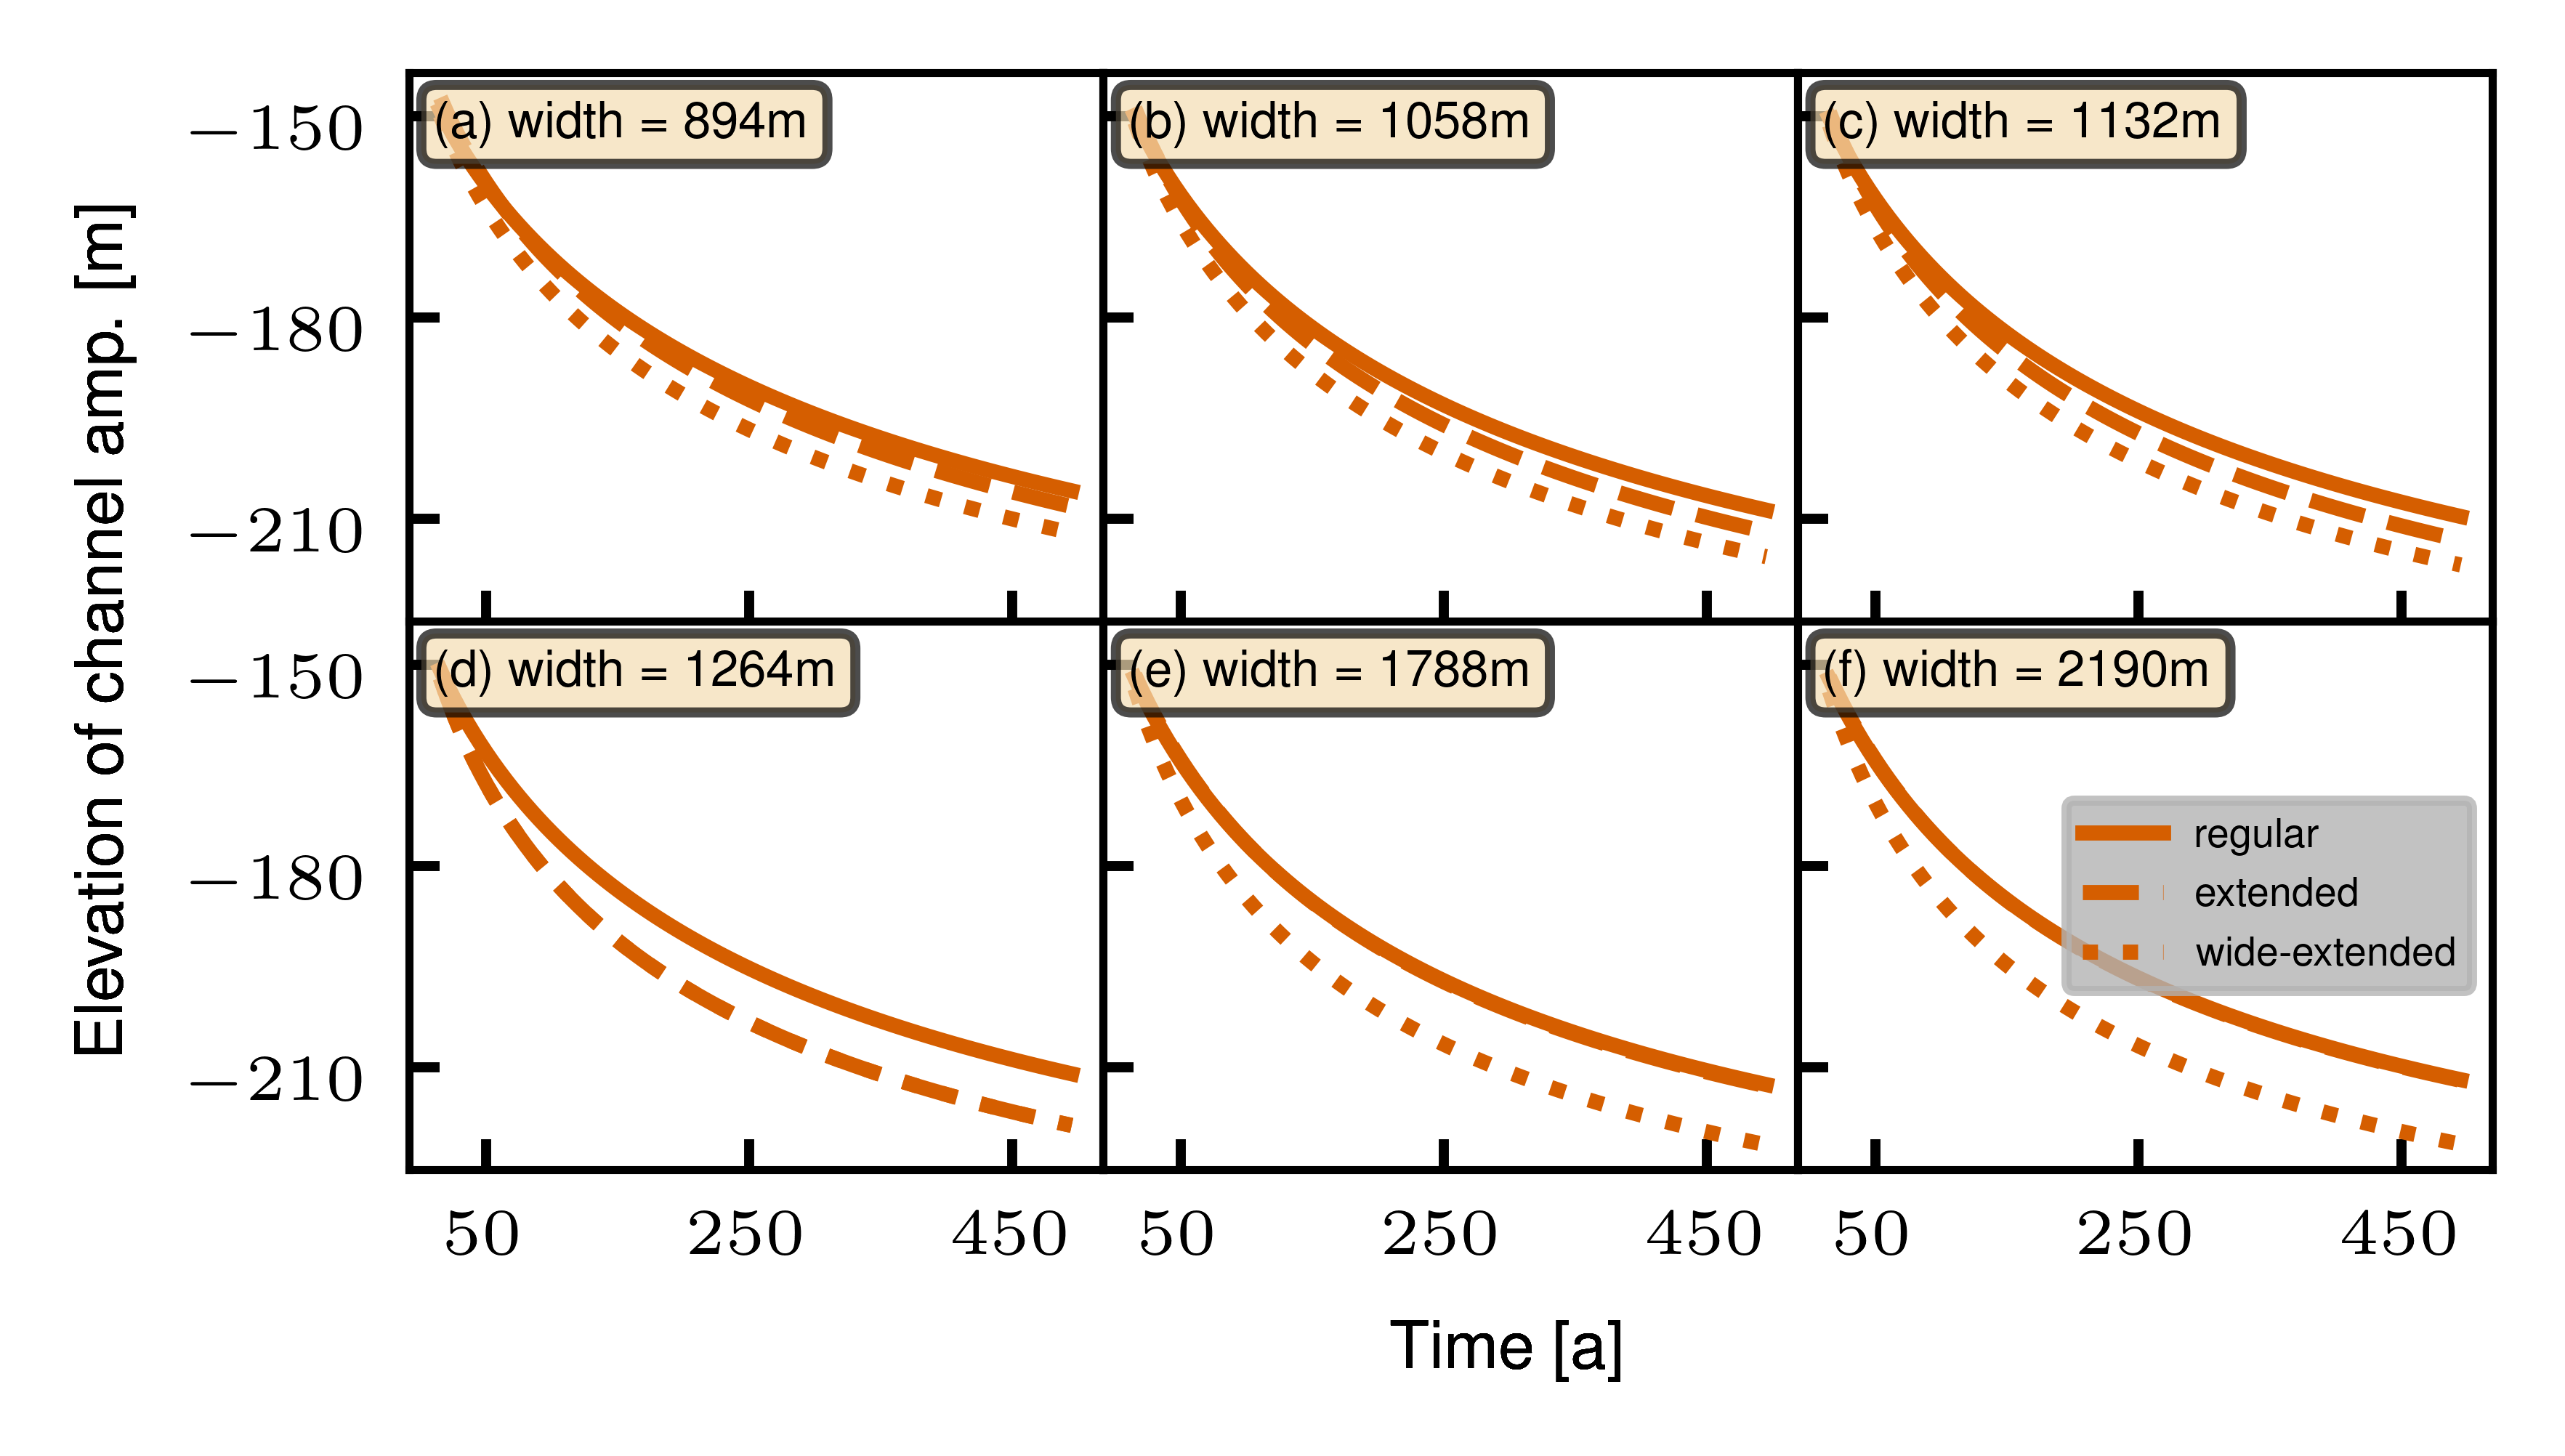 Elevation of channel amp. [m]
(a) width = 894m
(b) width = 1058m
(c) width = 1132m
−150
−180
−210
(d) width = 1264m
(e) width = 1788m
(f) width = 2190m
−150
−180
−210
regular
extended
wide-extended
50 250 450 50 250 450 50 250 450
Time [a]